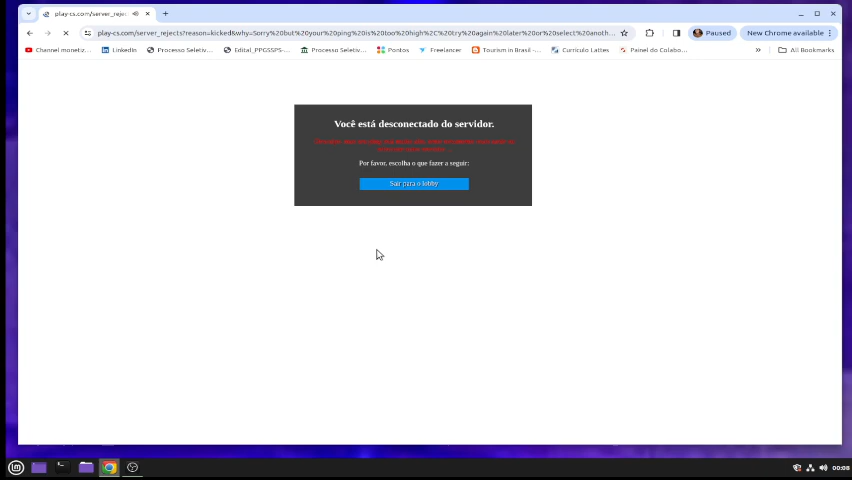 play-cs.com/server_rejec
play-cs.com/server_rejects?reason=kicked&why=Sorry%20but%20your%20ping%20is%20too%20high%2C%20try%20again%20later%20or%20select%20anoth...
Paused
New Chrome available
Channel monetiz...
LinkedIn
Processo Seletiv...
Edital_PPGSSPS-...
Processo Seletiv...
Pontos
Freelancer
Tourism in Brasil -...
Currículo Lattes
Painel do Colabo...
All Bookmarks
Você está desconectado do servidor.
Por favor, escolha o que fazer a seguir:
Sair para o lobby
00:08